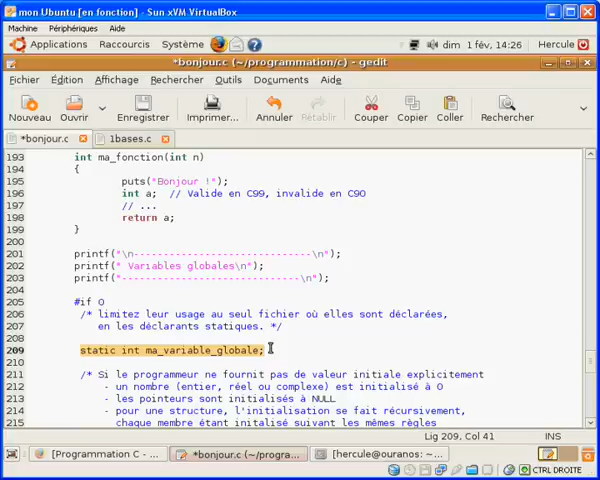 mon Ubuntu [en fonction] - Sun xVM VirtualBox
Machine Périphériques Aide
Applications Raccourcis Système dim 1 fév, 14:26 Hercule
*bonjour.c (~/programmation/c) - gedit
Fichier Édition Affichage Rechercher Outils Documents Aide
Nouveau Ouvrir Enregistrer Imprimer... Annuler Rétablir Couper Copier Coller Rechercher
*bonjour.c 1bases.c
193 int ma_fonction(int n)
194 {
195 puts("Bonjour !");
196 int a; // Valide en C99, invalide en C90
197 // ...
198 return a;
199 }
200
201 printf("\n------------------------------\n");
202 printf(" Variables globales\n");
203 printf("------------------------------\n");
204
205 #if 0
206 /* limitez leur usage au seul fichier où elles sont déclarées,
207 en les déclarants statiques. */
208
209 static int ma_variable_globale;
210
211 /* Si le programmeur ne fournit pas de valeur initiale explicitement
212 - un nombre (entier, réel ou complexe) est initialisé à 0
213 - les pointeurs sont initialisés à NULL
214 - pour une structure, l'initialisation se fait récursivement,
215 chaque membre étant initalisé suivant les mêmes règles
Lig 209, Col 41 INS
[Programmation C - ... *bonjour.c (~/progra... [hercule@ouranos: ~...
CTRL DROITE